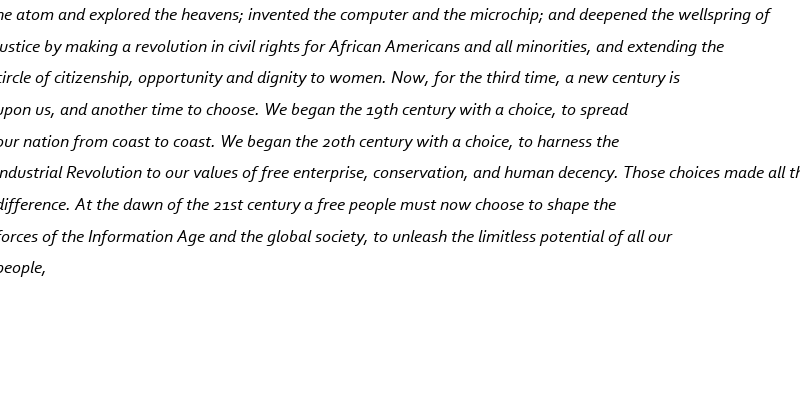 he atom and explored the heavens; invented the computer and the microchip; and deepened the wellspring of
ustice by making a revolution in civil rights for African Americans and all minorities, and extending the
circle of citizenship, opportunity and dignity to women. Now, for the third time, a new century is
upon us, and another time to choose. We began the 19th century with a choice, to spread
our nation from coast to coast. We began the 20th century with a choice, to harness the
ndustrial Revolution to our values of free enterprise, conservation, and human decency. Those choices made all th
difference. At the dawn of the 21st century a free people must now choose to shape the
forces of the Information Age and the global society, to unleash the limitless potential of all our
people,